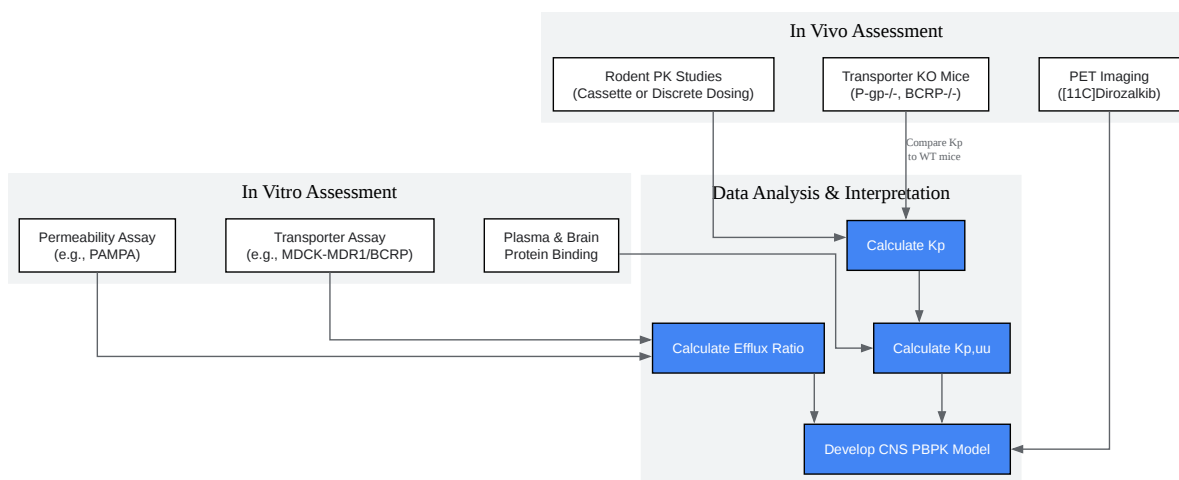 In Vivo Assessment
Rodent PK Studies
(Cassette or Discrete Dosing)
Transporter KO Mice
(P-gp-/-, BCRP-/-)
PET Imaging
([11C]Dirozalkib)
Compare Kp
to WT mice
In Vitro Assessment
Permeability Assay
(e.g., PAMPA)
Transporter Assay
(e.g., MDCK-MDR1/BCRP)
Plasma & Brain
Protein Binding
Data Analysis & Interpretation
Calculate Kp
Calculate Efflux Ratio
Calculate Kp,uu
Develop CNS PBPK Model